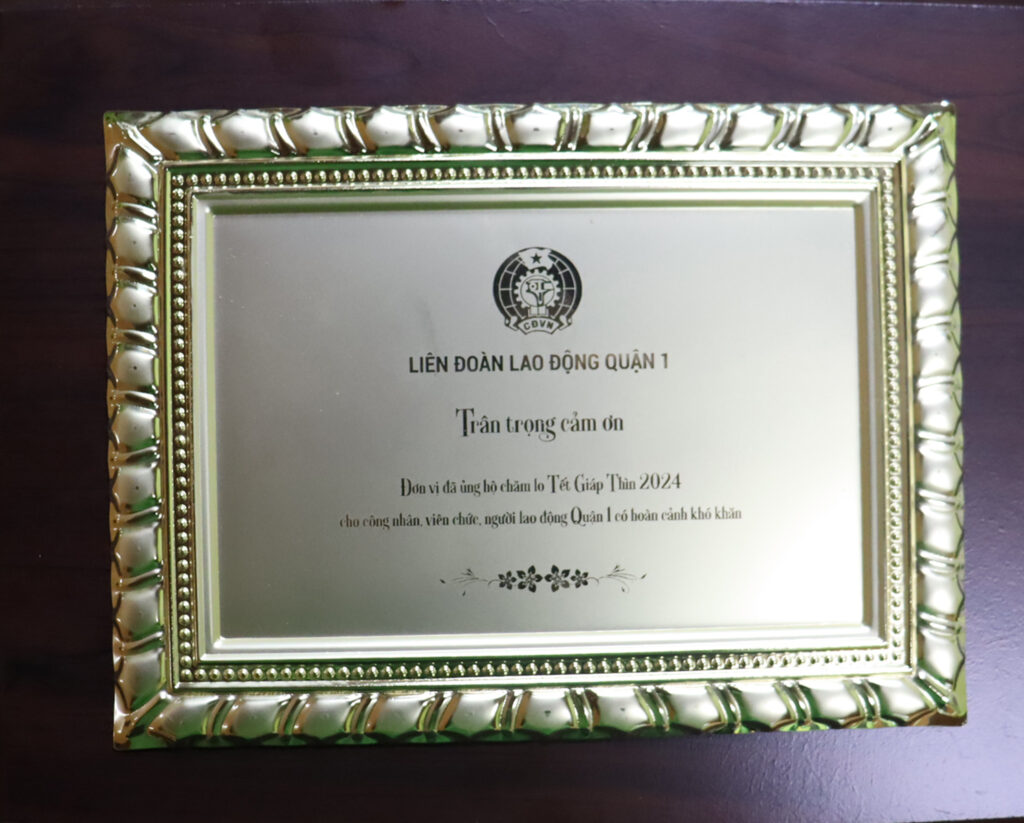 CĐVN
LIÊN ĐOÀN LAO ĐỘNG QUẬN 1
Trân trọng cảm ơn
Đơn vị đã ủng hộ chăm lo Tết Giáp Thìn 2024
cho công nhân, viên chức, người lao động Quận 1 có hoàn cảnh khó khăn